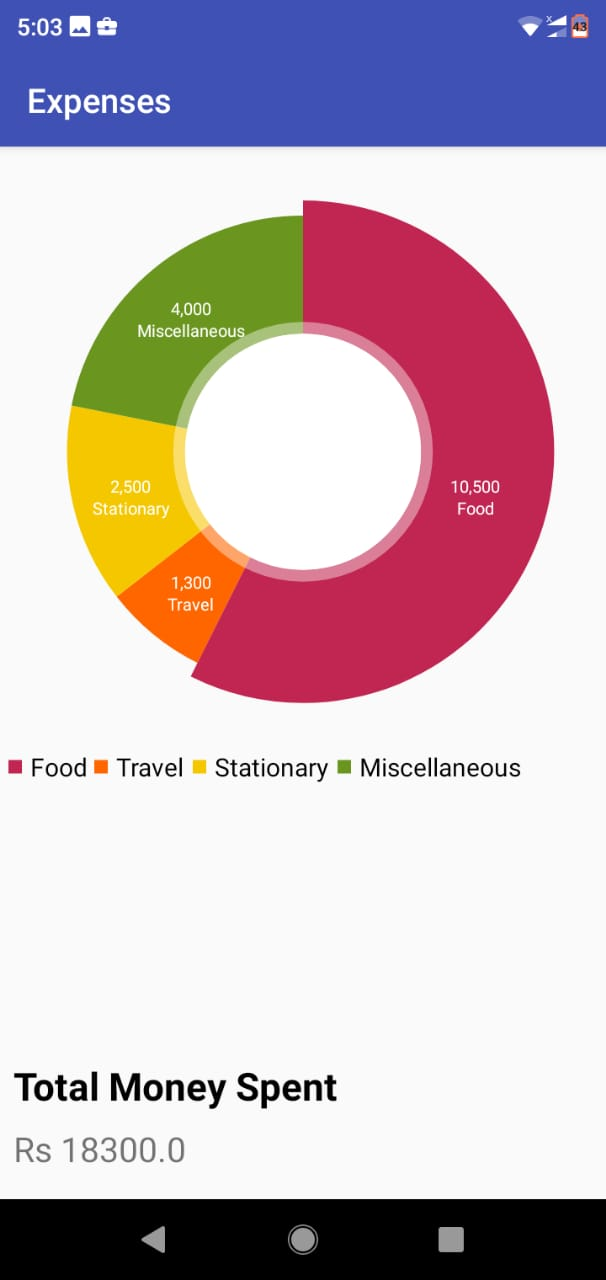 5:03
x
43
Expenses
4,000
Miscellaneous
2,500
Stationary
10,500
Food
1,300
Travel
Food Travel Stationary Miscellaneous
Total Money Spent
Rs 18300.0